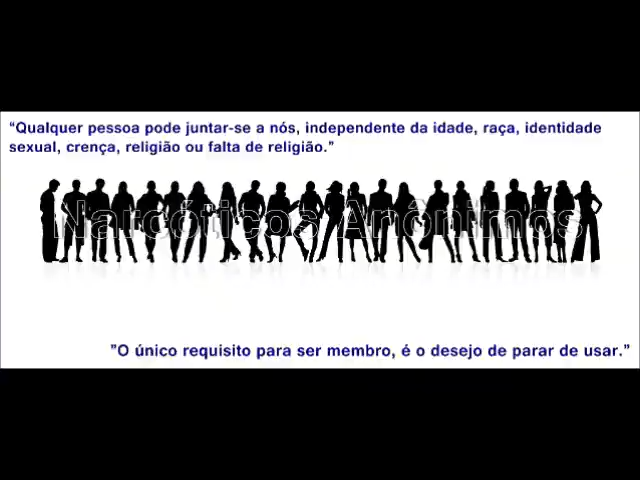 “Qualquer pessoa pode juntar-se a nós, independente da idade, raça, identidade
sexual, crença, religião ou falta de religião.”
Narcóticos Anônimos
”O único requisito para ser membro, é o desejo de parar de usar.”